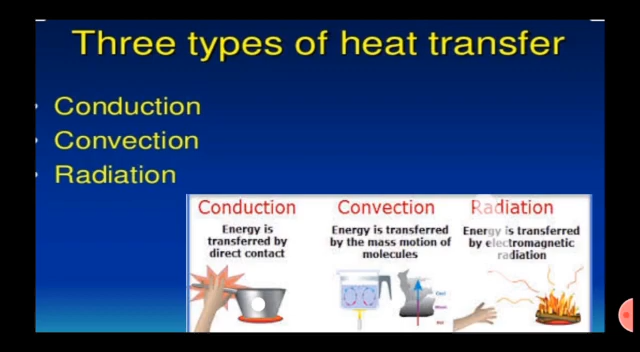 Three types of heat transfer
Conduction
Convection
Radiation
Conduction
Energy is
transferred by
direct contact
Convection
Energy is transferred
by the mass motion of
molecules
Radiation
Energy is transferred
by electromagnetic
radiation